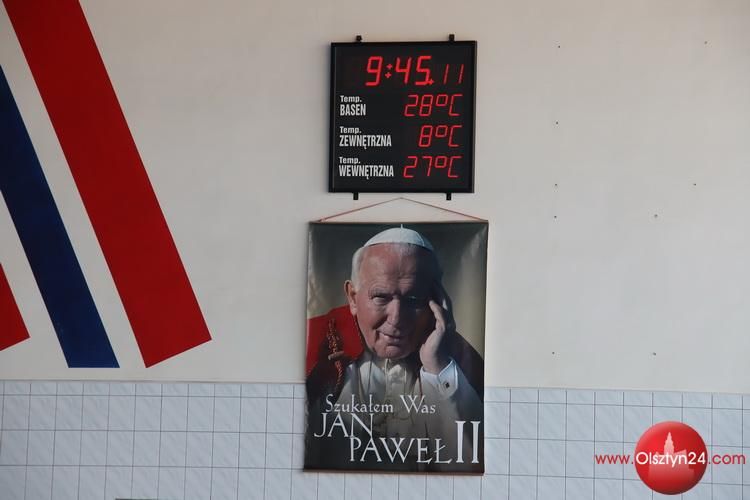 9:45.11
Temp.
BASEN 28°C
Temp.
ZEWNĘTRZNA 8°C
Temp.
WEWNĘTRZNA 27°C
Szukałem Was
JAN
PAWEŁ II
www.Olsztyn24.com